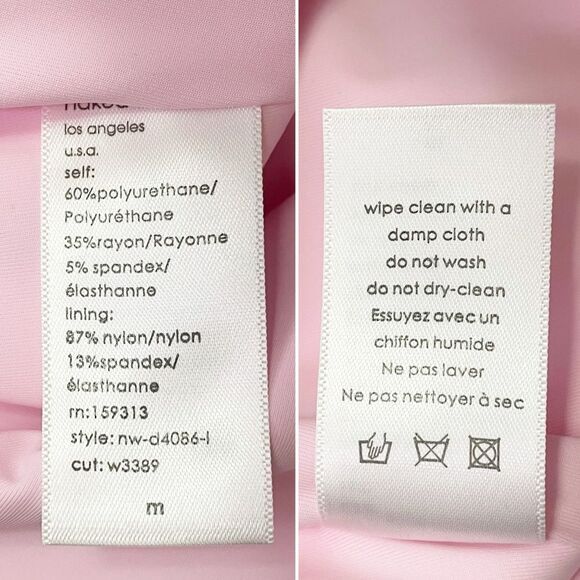 los angeles
u.s.a.
self:
60%polyurethane/
Polyuréthane
35%rayon/Rayonne
5% spandex/
élasthanne
lining:
87% nylon/nylon
13%spandex/
élasthanne
rn:159313
style: nw-d4086-l
cut: w3389
m
wipe clean with a
damp cloth
do not wash
do not dry-clean
Essuyez avec un
chiffon humide
Ne pas laver
Ne pas nettoyer à sec